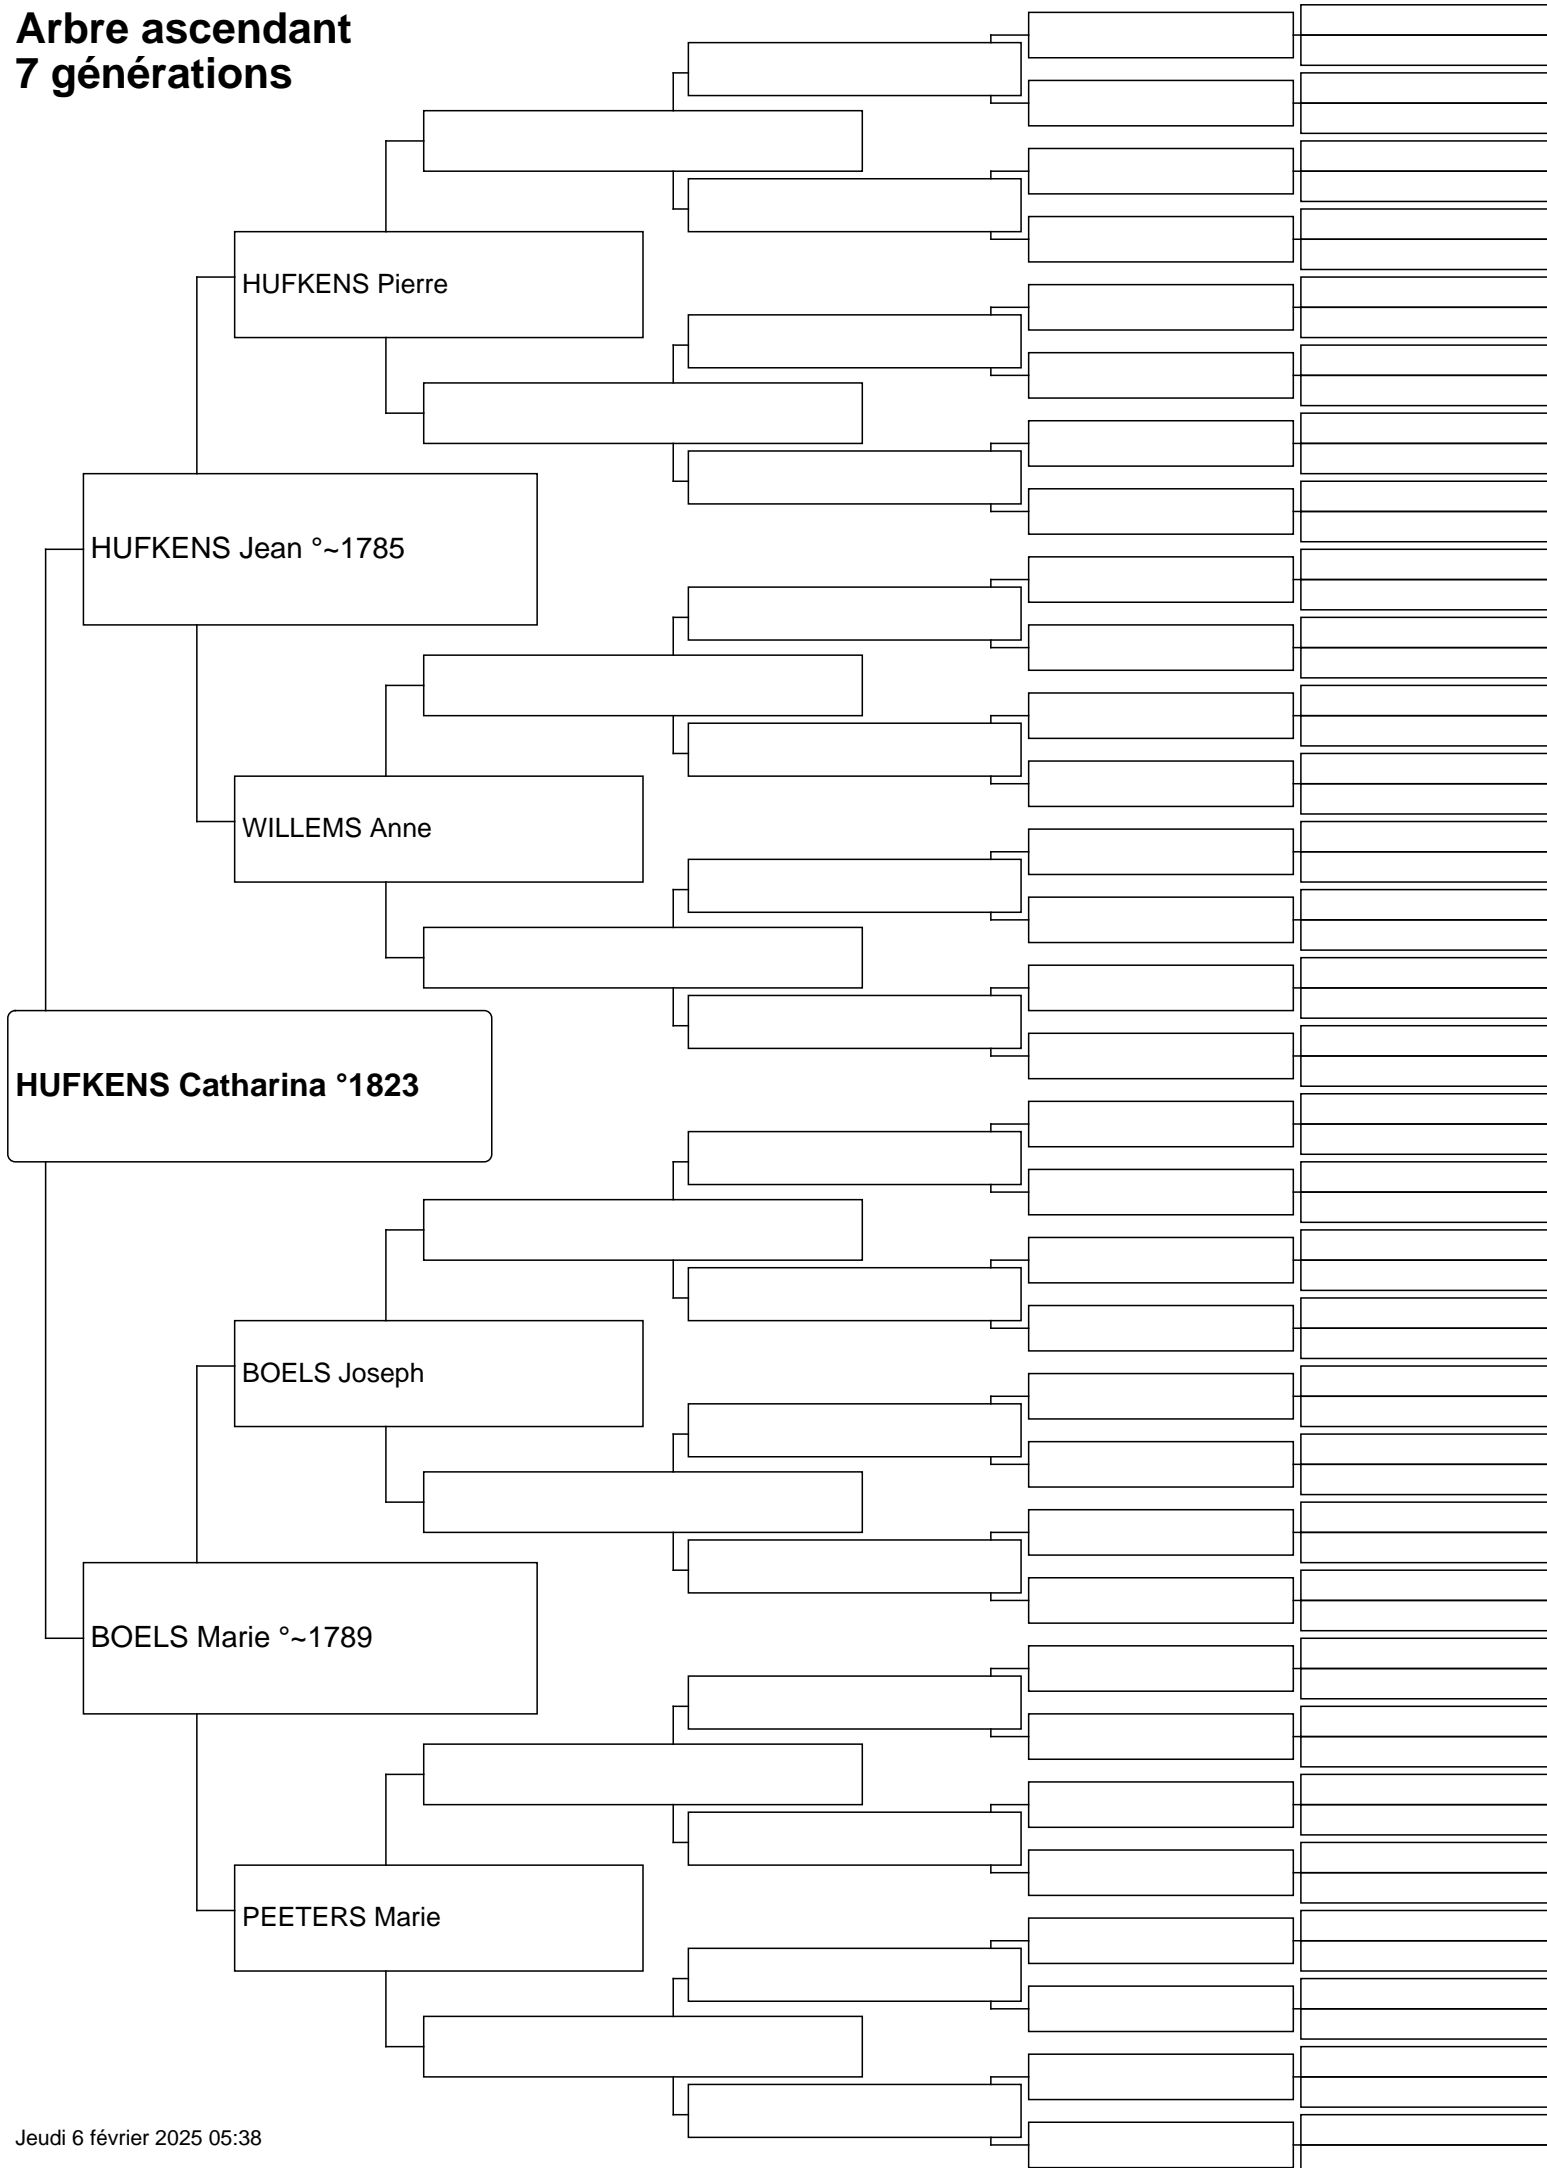 Arbre ascendant
7 générations
HUFKENS Pierre
HUFKENS Jean °~1785
WILLEMS Anne
HUFKENS Catharina °1823
BOELS Joseph
BOELS Marie °~1789
PEETERS Marie
Jeudi 6 février 2025 05:38